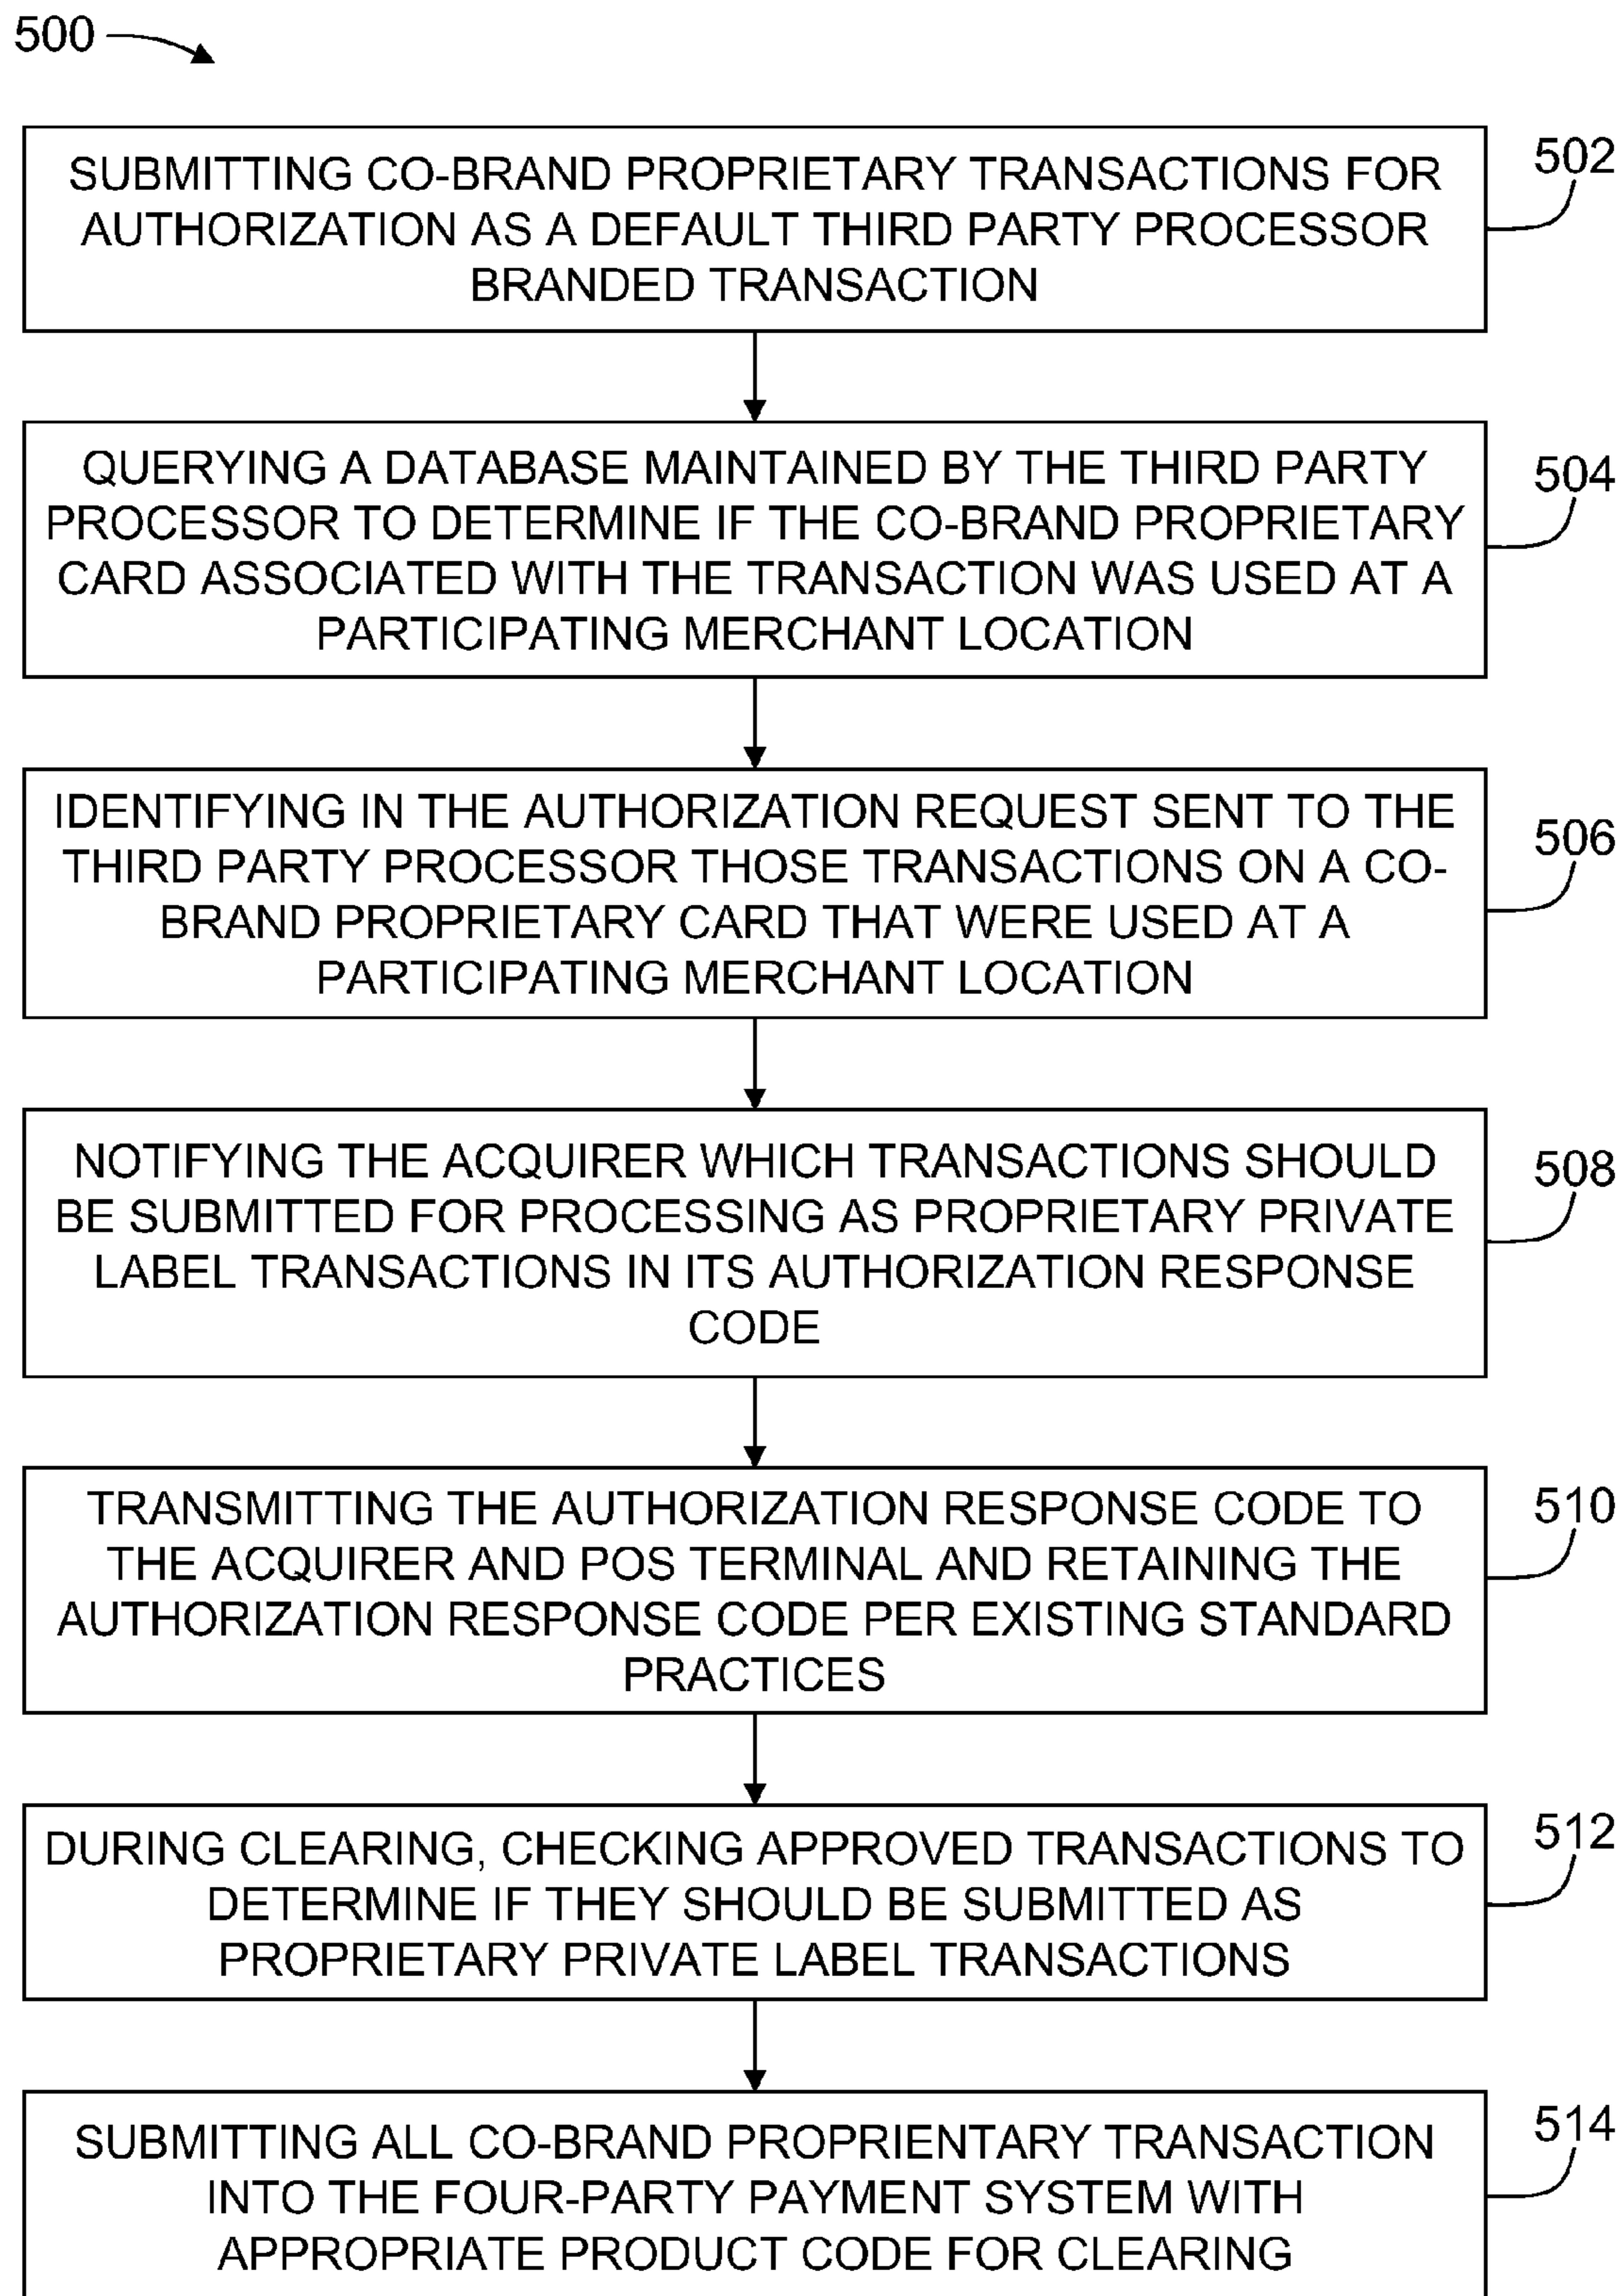 500
SUBMITTING CO-BRAND PROPRIETARY TRANSACTIONS FOR
AUTHORIZATION AS A DEFAULT THIRD PARTY PROCESSOR
BRANDED TRANSACTION
502
QUERYING A DATABASE MAINTAINED BY THE THIRD PARTY
PROCESSOR TO DETERMINE IF THE CO-BRAND PROPRIETARY
CARD ASSOCIATED WITH THE TRANSACTION WAS USED AT A
PARTICIPATING MERCHANT LOCATION
504
IDENTIFYING IN THE AUTHORIZATION REQUEST SENT TO THE
THIRD PARTY PROCESSOR THOSE TRANSACTIONS ON A CO-
BRAND PROPRIETARY CARD THAT WERE USED AT A
PARTICIPATING MERCHANT LOCATION
506
NOTIFYING THE ACQUIRER WHICH TRANSACTIONS SHOULD
BE SUBMITTED FOR PROCESSING AS PROPRIETARY PRIVATE
LABEL TRANSACTIONS IN ITS AUTHORIZATION RESPONSE
CODE
508
TRANSMITTING THE AUTHORIZATION RESPONSE CODE TO
THE ACQUIRER AND POS TERMINAL AND RETAINING THE
AUTHORIZATION RESPONSE CODE PER EXISTING STANDARD
PRACTICES
510
DURING CLEARING, CHECKING APPROVED TRANSACTIONS TO
DETERMINE IF THEY SHOULD BE SUBMITTED AS
PROPRIETARY PRIVATE LABEL TRANSACTIONS
512
SUBMITTING ALL CO-BRAND PROPRIENTARY TRANSACTION
INTO THE FOUR-PARTY PAYMENT SYSTEM WITH
APPROPRIATE PRODUCT CODE FOR CLEARING
514